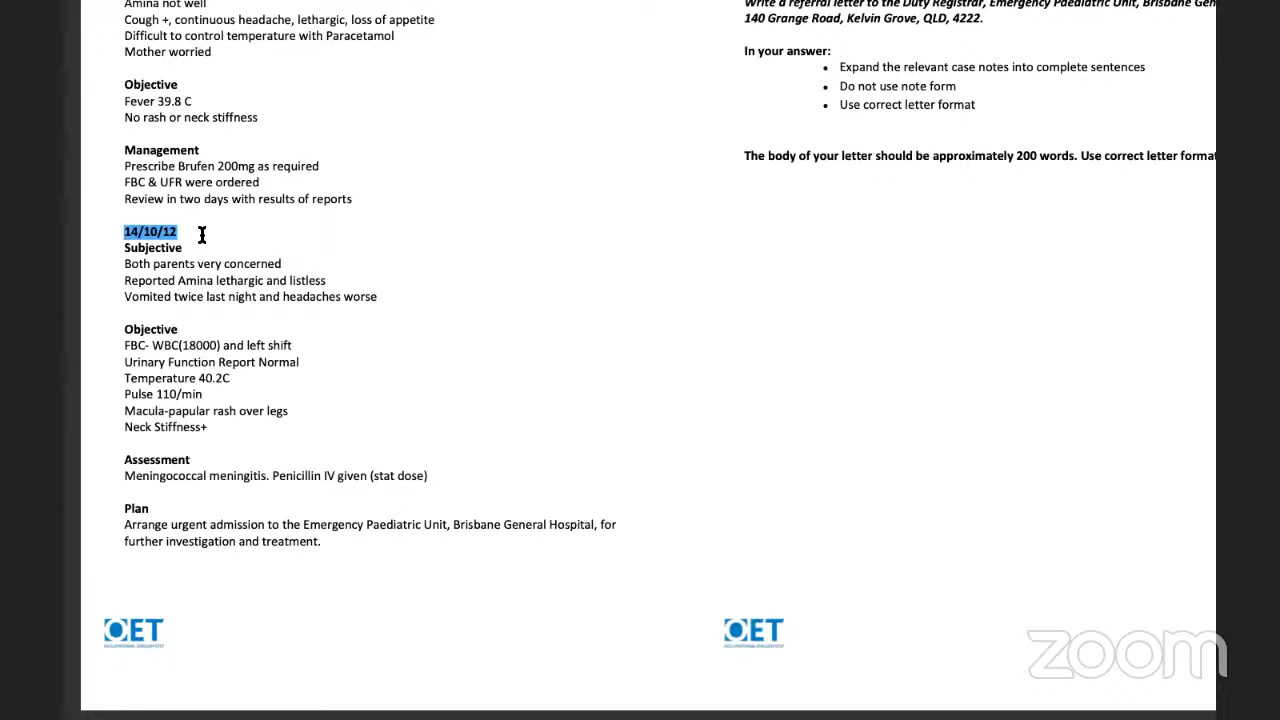 Amina not well
Cough +, continuous headache, lethargic, loss of appetite
Difficult to control temperature with Paracetamol
Mother worried
Objective
Fever 39.8 C
No rash or neck stiffness
Management
Prescribe Brufen 200mg as required
FBC & UFR were ordered
Review in two days with results of reports
14/10/12
Subjective
Both parents very concerned
Reported Amina lethargic and listless
Vomited twice last night and headaches worse
Objective
FBC- WBC(18000) and left shift
Urinary Function Report Normal
Temperature 40.2C
Pulse 110/min
Macula-papular rash over legs
Neck Stiffness+
Assessment
Meningococcal meningitis. Penicillin IV given (stat dose)
Plan
Arrange urgent admission to the Emergency Paediatric Unit, Brisbane General Hospital, for
further investigation and treatment.
OET
Write a referral letter to the Duty Registrar, Emergency Paediatric Unit, Brisbane Gen
140 Grange Road, Kelvin Grove, QLD, 4222.
In your answer:
• Expand the relevant case notes into complete sentences
• Do not use note form
• Use correct letter format
The body of your letter should be approximately 200 words. Use correct letter format
OET
zoom